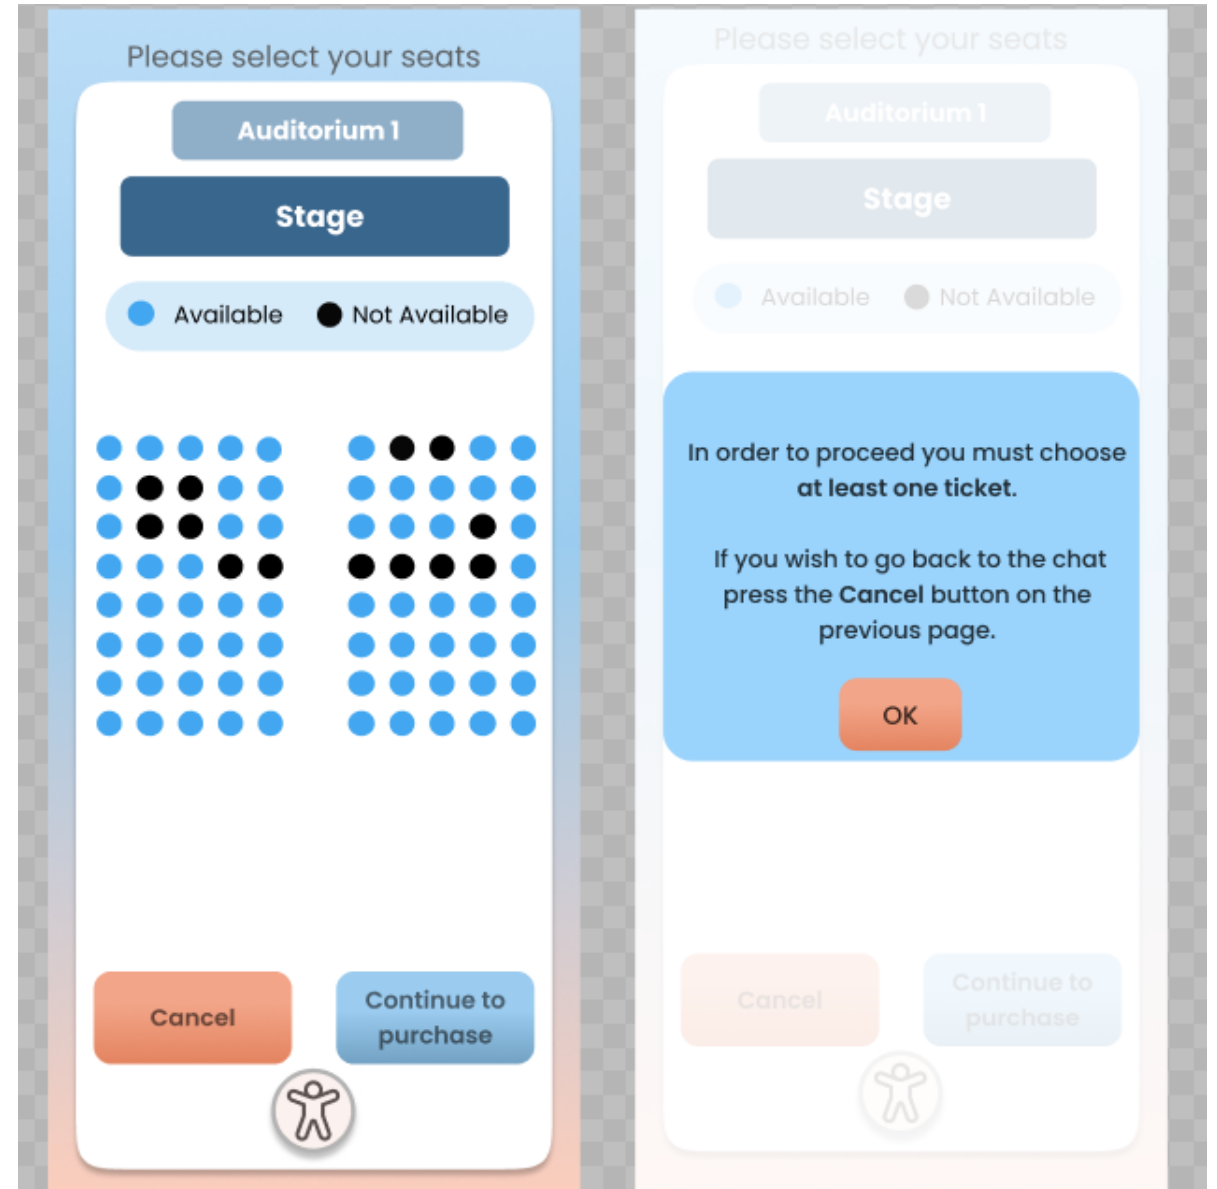 Please select your seats
Auditorium 1
Stage
Available
Not Available
Cancel
Continue to
purchase
Please select your seats
Auditorium 1
Stage
Available
Not Available
In order to proceed you must choose
at least one ticket.
If you wish to go back to the chat
press the Cancel button on the
previous page.
OK
Cancel
Continue to
purchase